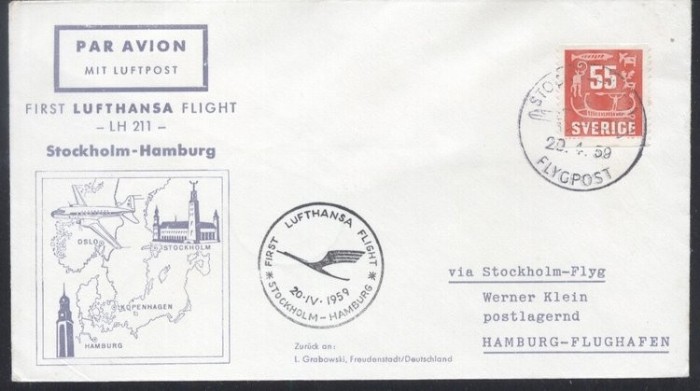 PAR AVION
MIT LUFTPOST
FIRST LUFTHANSA FLIGHT
– LH 211 –
Stockholm-Hamburg
OSLO
STOCKHOLM
KOPENHAGEN
HAMBURG
FIRST LUFTHANSA FLIGHT
20·IV·1959
* STOCKHOLM–HAMBURG *
Zurück an:
L. Grabowski, Freudenstadt/Deutschland
55
SVERIGE
20. 4. 59
FLYGPOST
via Stockholm-Flyg
Werner Klein
postlagernd
HAMBURG-FLUGHAFEN